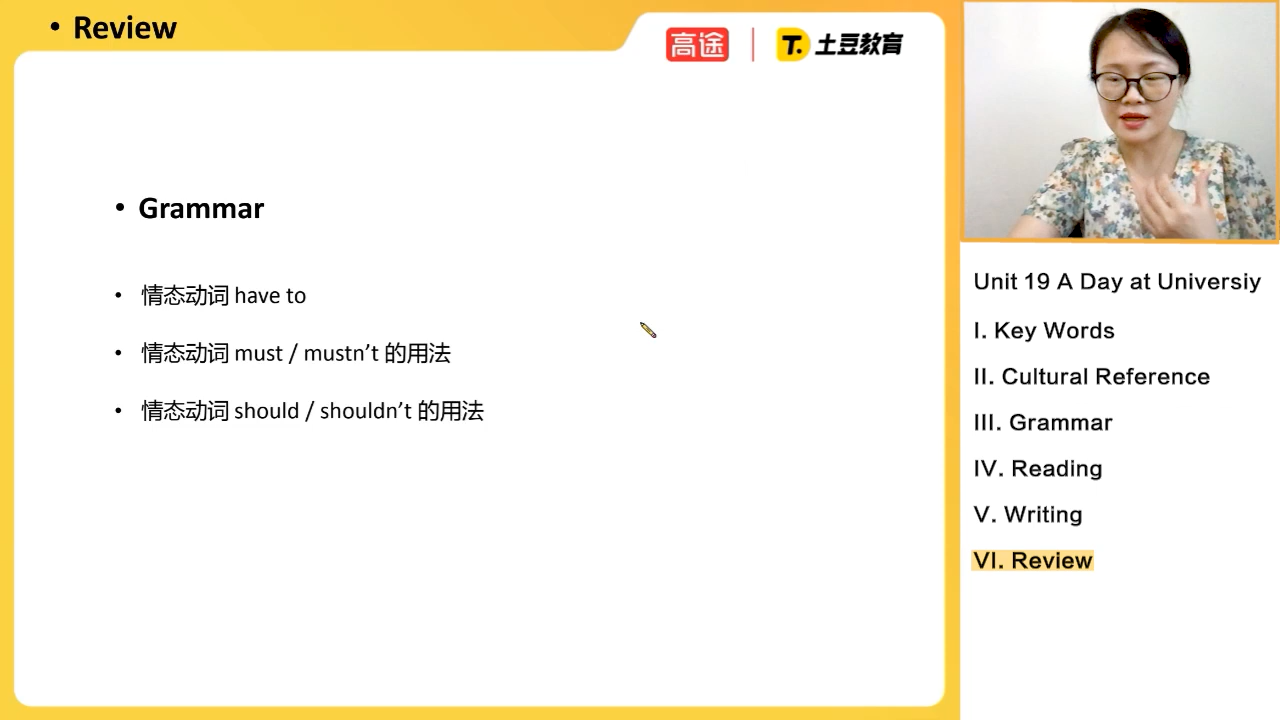 • Review
高途 | T. 土豆教育
• Grammar
• 情态动词 have to
• 情态动词 must / mustn’t 的用法
• 情态动词 should / shouldn’t 的用法
Unit 19 A Day at Universiy
I. Key Words
II. Cultural Reference
III. Grammar
IV. Reading
V. Writing
VI. Review